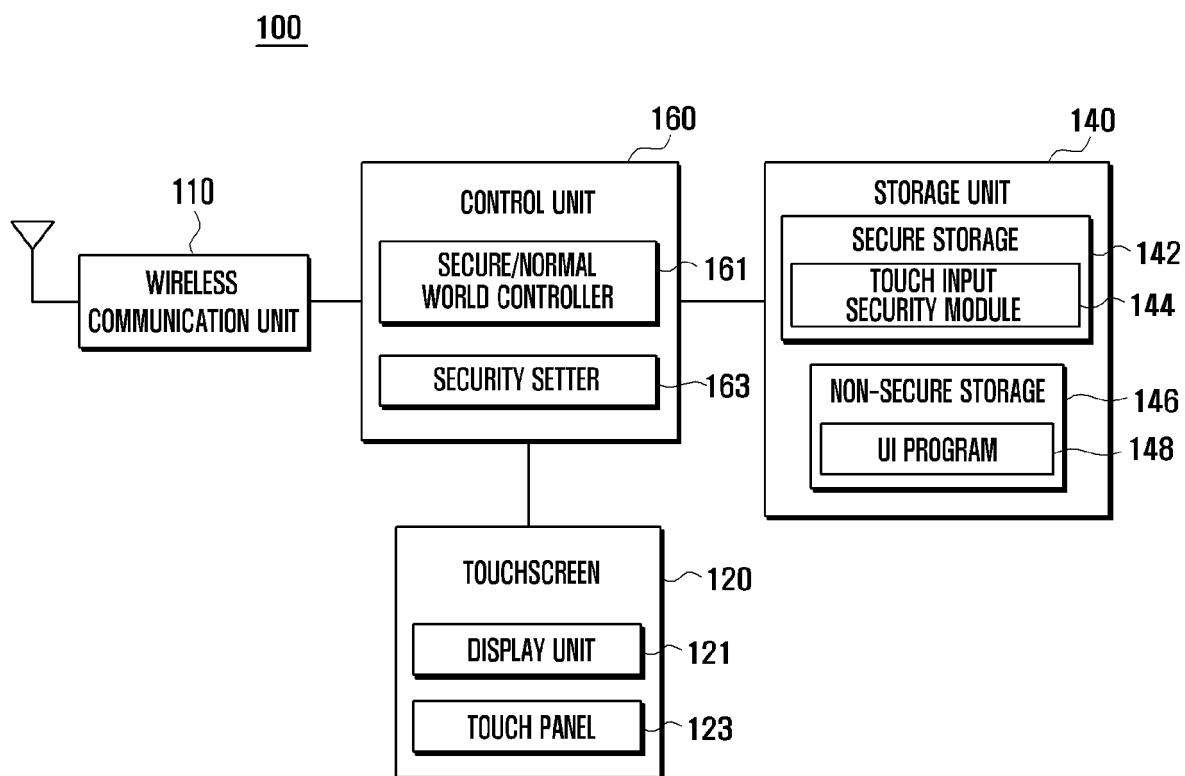 100
110
WIRELESS
COMMUNICATION UNIT
160
CONTROL UNIT
SECURE/NORMAL
WORLD CONTROLLER
161
SECURITY SETTER
163
140
STORAGE UNIT
SECURE STORAGE
142
TOUCH INPUT
SECURITY MODULE
144
NON-SECURE STORAGE
146
UI PROGRAM
148
TOUCHSCREEN
120
DISPLAY UNIT
121
TOUCH PANEL
123